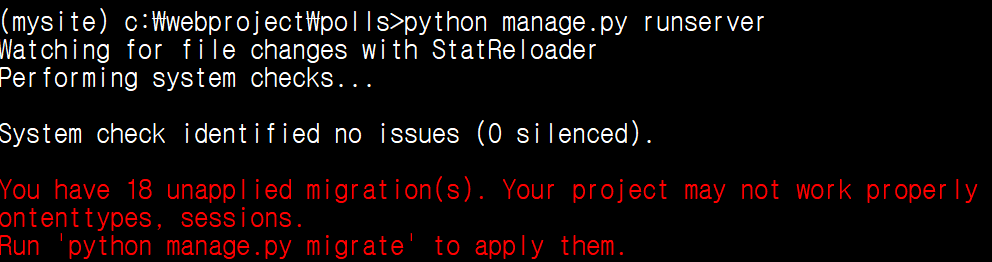 (mysite) c:₩webproject₩polls>python manage.py runserver
Watching for file changes with StatReloader
Performing system checks...
System check identified no issues (0 silenced).
You have 18 unapplied migration(s). Your project may not work properly
ontenttypes, sessions.
Run 'python manage.py migrate' to apply them.